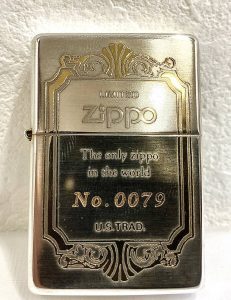 LIMITED
zippo
The only zippo
in the world
No. 0079
U.S. TRAD.